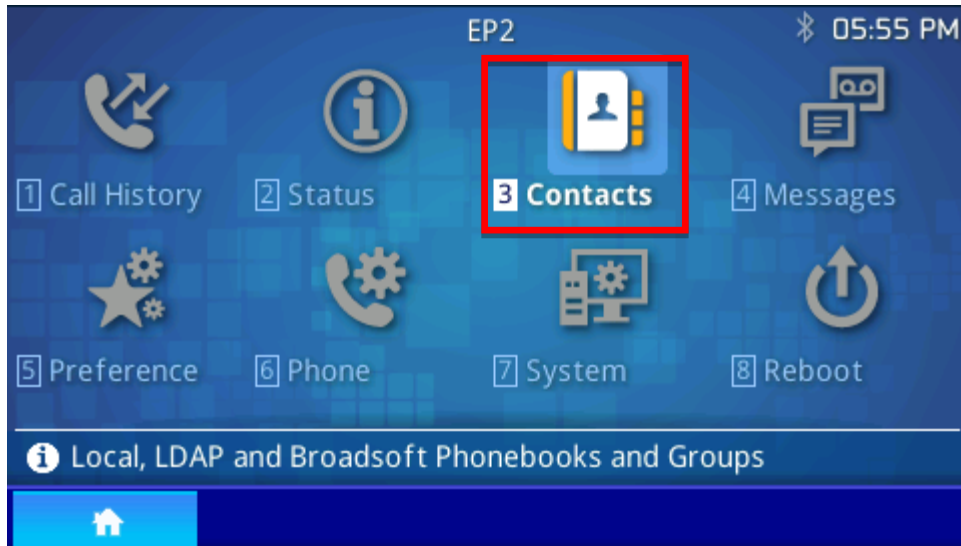 EP2 05:55 PM
1 Call History 2 Status 3 Contacts 4 Messages
5 Preference 6 Phone 7 System 8 Reboot
Local, LDAP and Broadsoft Phonebooks and Groups